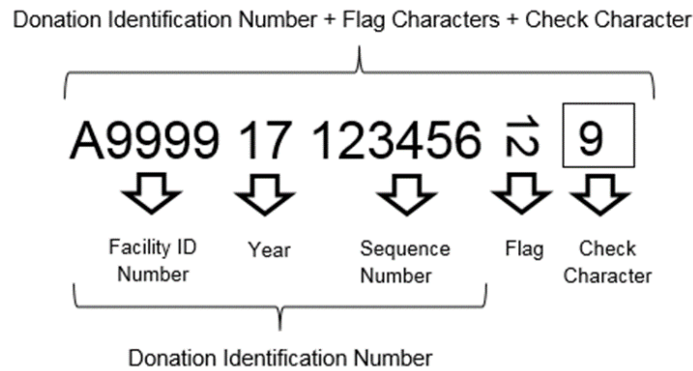 Donation Identification Number + Flag Characters + Check Character
A9999 17 123456 12 9
Facility ID Number
Year
Sequence Number
Flag
Check Character
Donation Identification Number